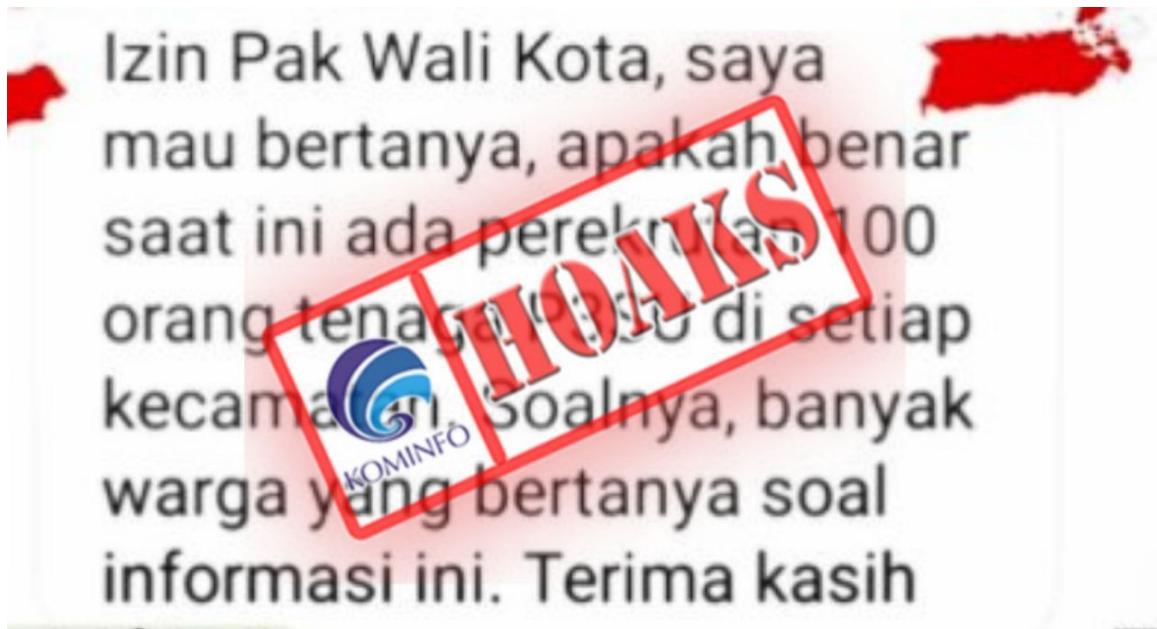 Izin Pak Wali Kota, saya
mau bertanya, apakah benar
saat ini ada perekrutan 100
orang tenaga P3SU di setiap
kecamatan. Soalnya, banyak
warga yang bertanya soal
informasi ini. Terima kasih
HOAKS
KOMINFO